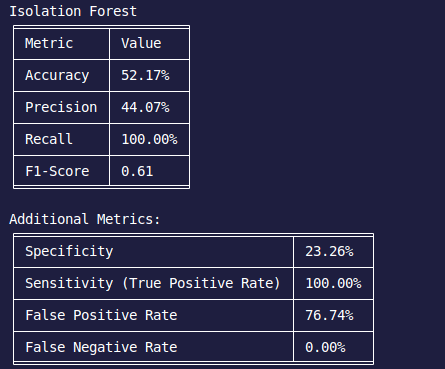 Isolation Forest
Metric Value
Accuracy 52.17%
Precision 44.07%
Recall 100.00%
F1-Score 0.61
Additional Metrics:
Specificity 23.26%
Sensitivity (True Positive Rate) 100.00%
False Positive Rate 76.74%
False Negative Rate 0.00%